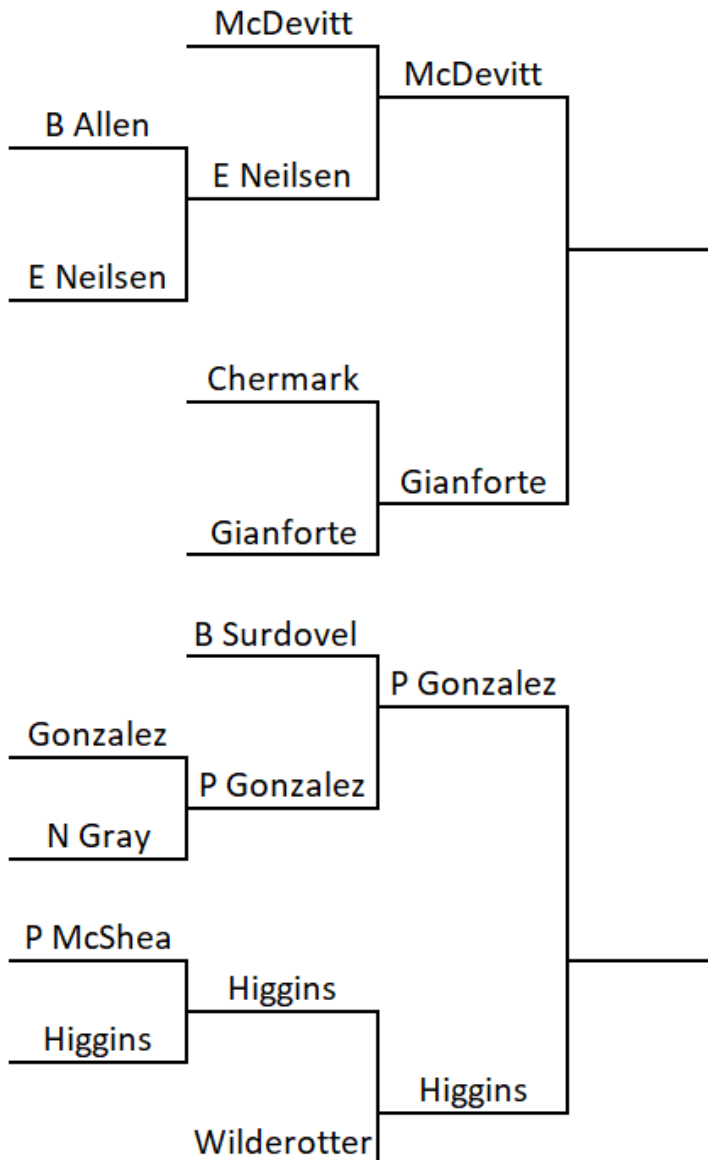 McDevitt
McDevitt
B Allen
E Neilsen
E Neilsen
Chermark
Gianforte
Gianforte
B Surdovel
P Gonzalez
Gonzalez
P Gonzalez
N Gray
P McShea
Higgins
Higgins
Higgins
Wilderotter